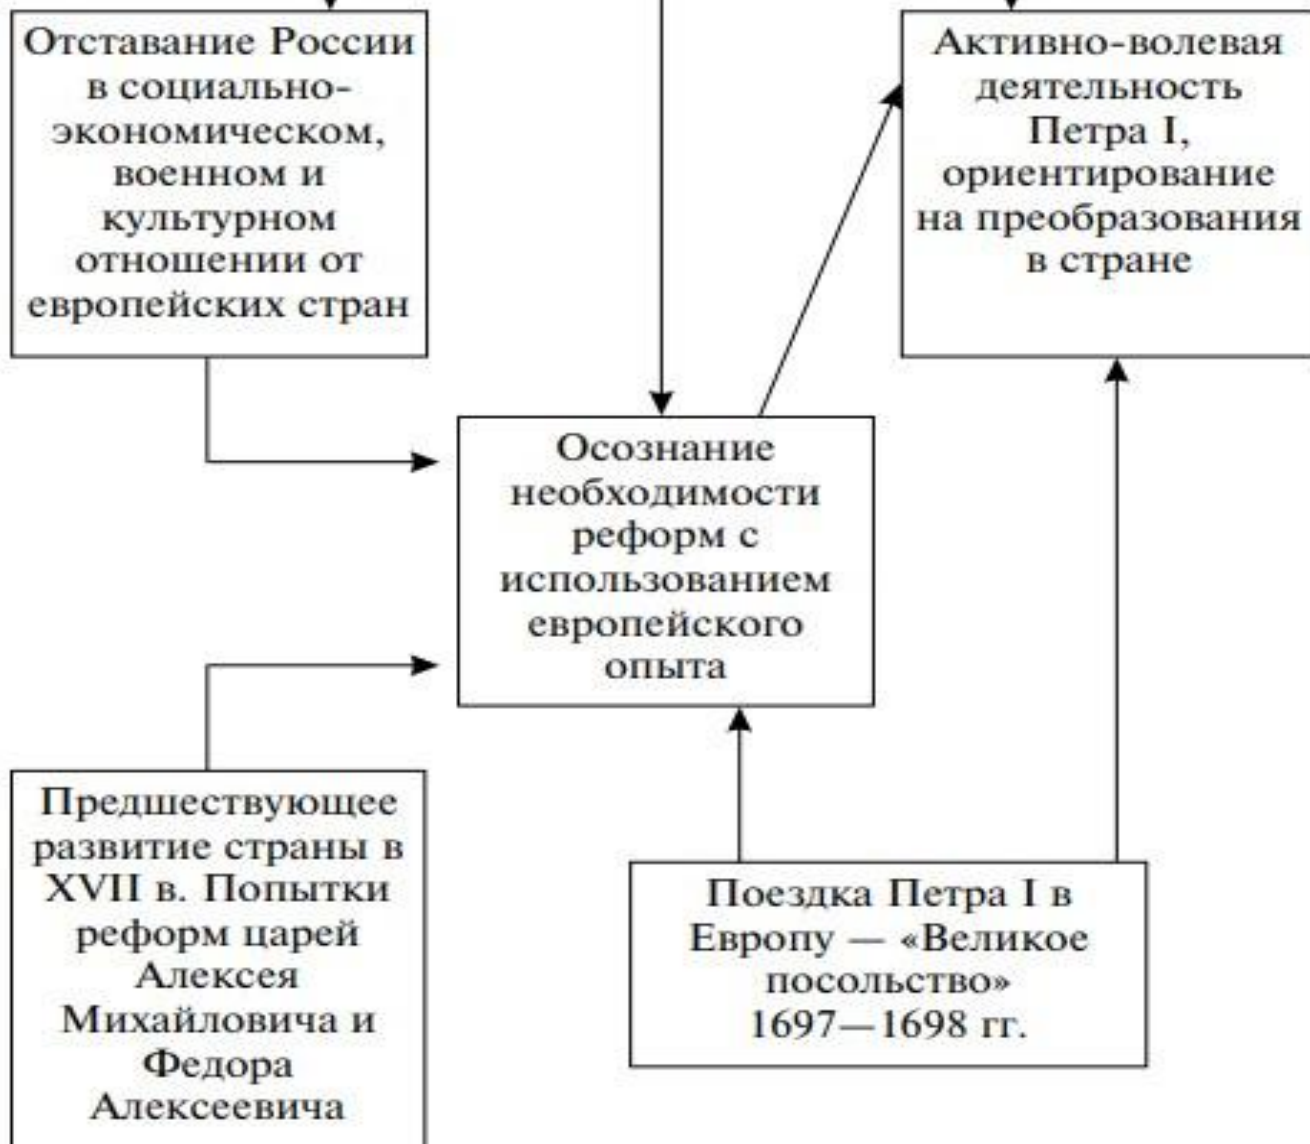 Отставание России
в социально-
экономическом,
военном и
культурном
отношении от
европейских стран
Активно-волевая
деятельность
Петра I,
ориентирование
на преобразования
в стране
Осознание
необходимости
реформ с
использованием
европейского
опыта
Предшествующее
развитие страны в
XVII в. Попытки
реформ царей
Алексея
Михайловича и
Федора
Алексеевича
Поездка Петра I в
Европу — «Великое
посольство»
1697—1698 гг.